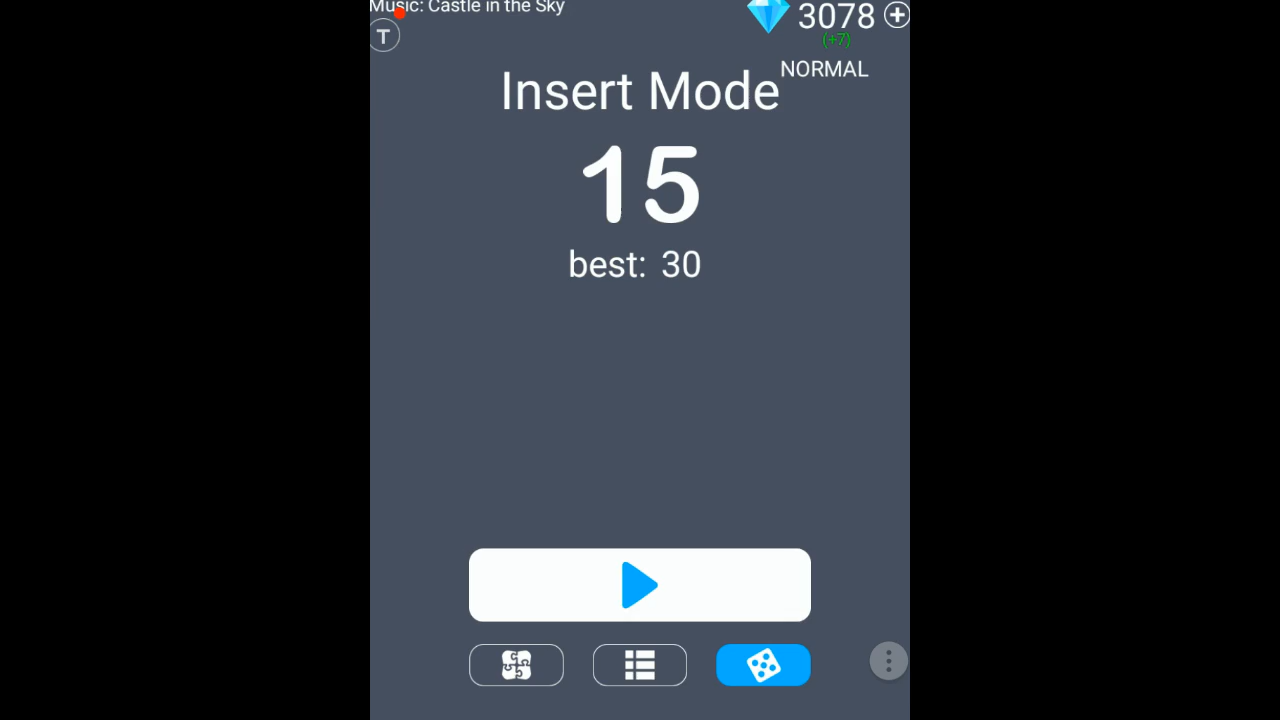 Music: Castle in the Sky
3078
(+7)
T
NORMAL
Insert Mode
15
best: 30